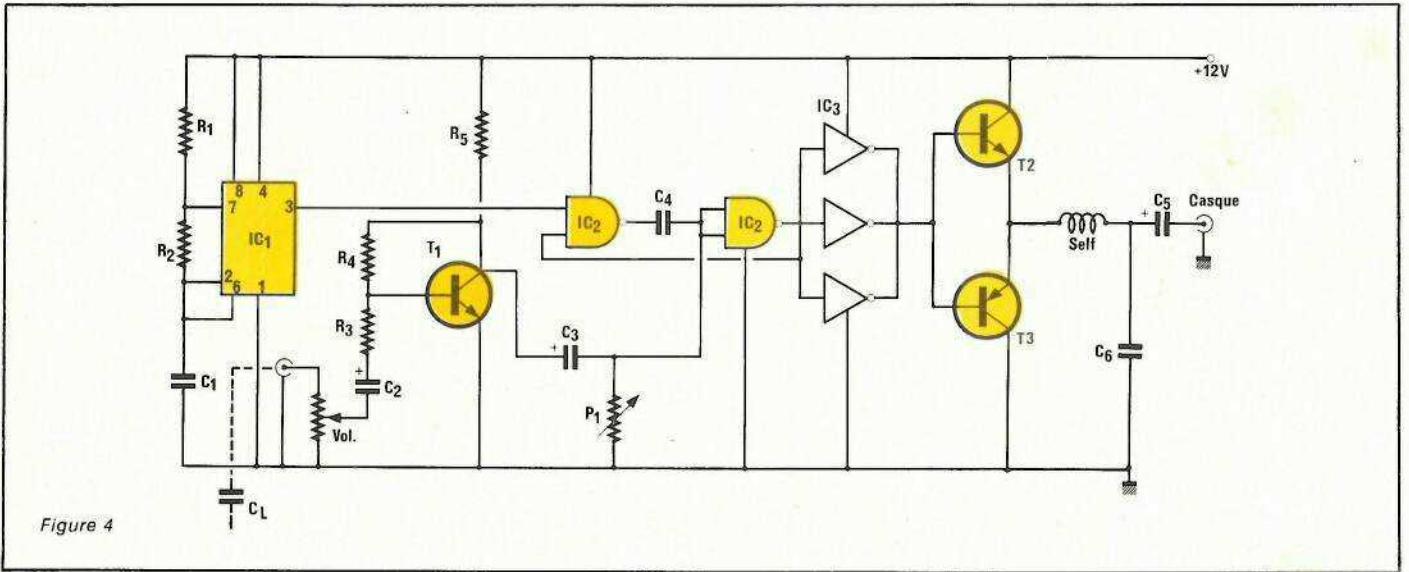 +12V
IC3
R1
R5
T2
8 4
7
3
C4
C5
Casque
IC1
IC2
IC2
R2
R4
T1
Self
2
6 1
R3
C3
T3
+
+
+
C1
C2
P1
C6
Vol.
CL
Figure 4